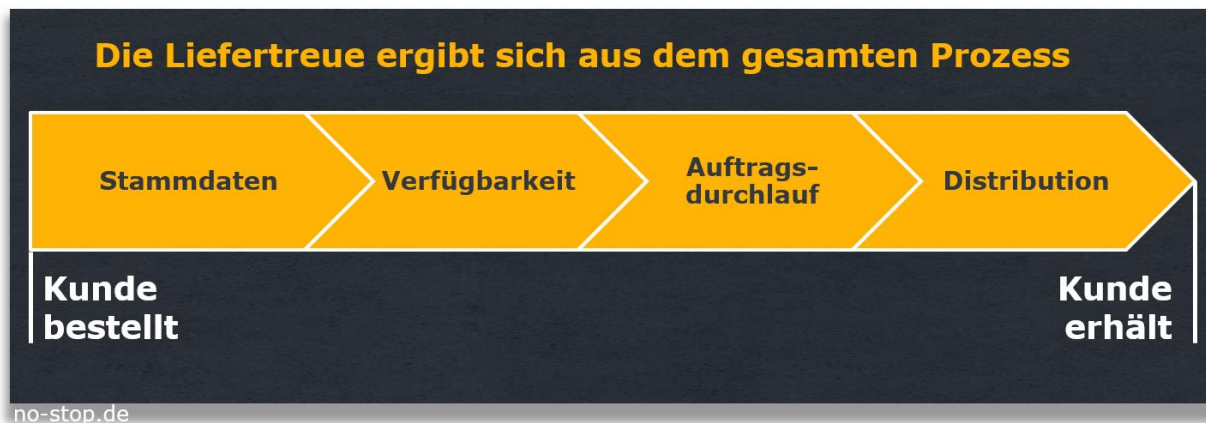 Die Liefertreue ergibt sich aus dem gesamten Prozess
Stammdaten
Verfügbarkeit
Auftrags-
durchlauf
Distribution
Kunde
bestellt
Kunde
erhält
no-stop.de